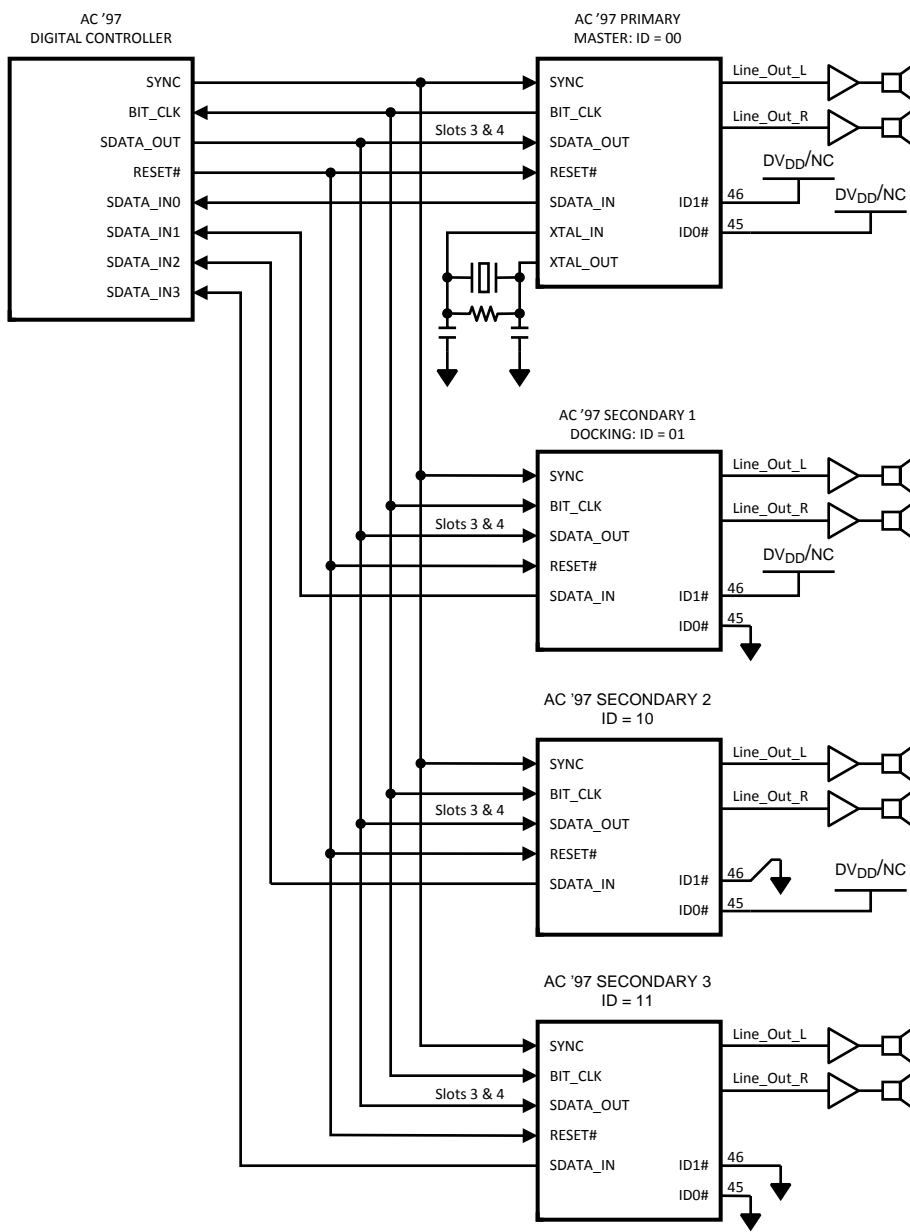 AC '97
DIGITAL CONTROLLER
SYNC
BIT_CLK
SDATA_OUT
RESET#
SDATA_IN0
SDATA_IN1
SDATA_IN2
SDATA_IN3
AC '97 PRIMARY
MASTER: ID = 00
SYNC
BIT_CLK
Slots 3 & 4
SDATA_OUT
RESET#
SDATA_IN
XTAL_IN
XTAL_OUT
ID1#
ID0#
46
45
Line_Out_L
Line_Out_R
DVDD/NC
DVDD/NC
AC '97 SECONDARY 1
DOCKING: ID = 01
SYNC
BIT_CLK
Slots 3 & 4
SDATA_OUT
RESET#
SDATA_IN
ID1#
ID0#
46
45
Line_Out_L
Line_Out_R
DVDD/NC
AC '97 SECONDARY 2
ID = 10
SYNC
BIT_CLK
Slots 3 & 4
SDATA_OUT
RESET#
SDATA_IN
ID1#
ID0#
46
45
Line_Out_L
Line_Out_R
DVDD/NC
AC '97 SECONDARY 3
ID = 11
SYNC
BIT_CLK
Slots 3 & 4
SDATA_OUT
RESET#
SDATA_IN
ID1#
ID0#
46
45
Line_Out_L
Line_Out_R